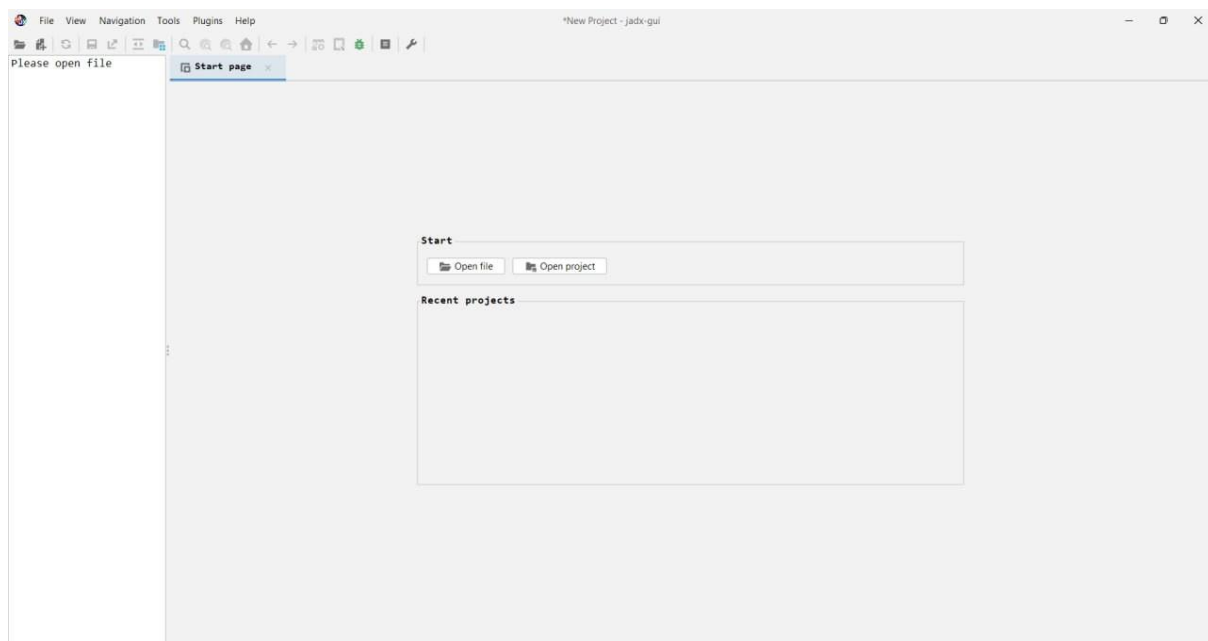 File View Navigation Tools Plugins Help
*New Project - jadx-gui
Please open file
Start page
Start
Open file
Open project
Recent projects